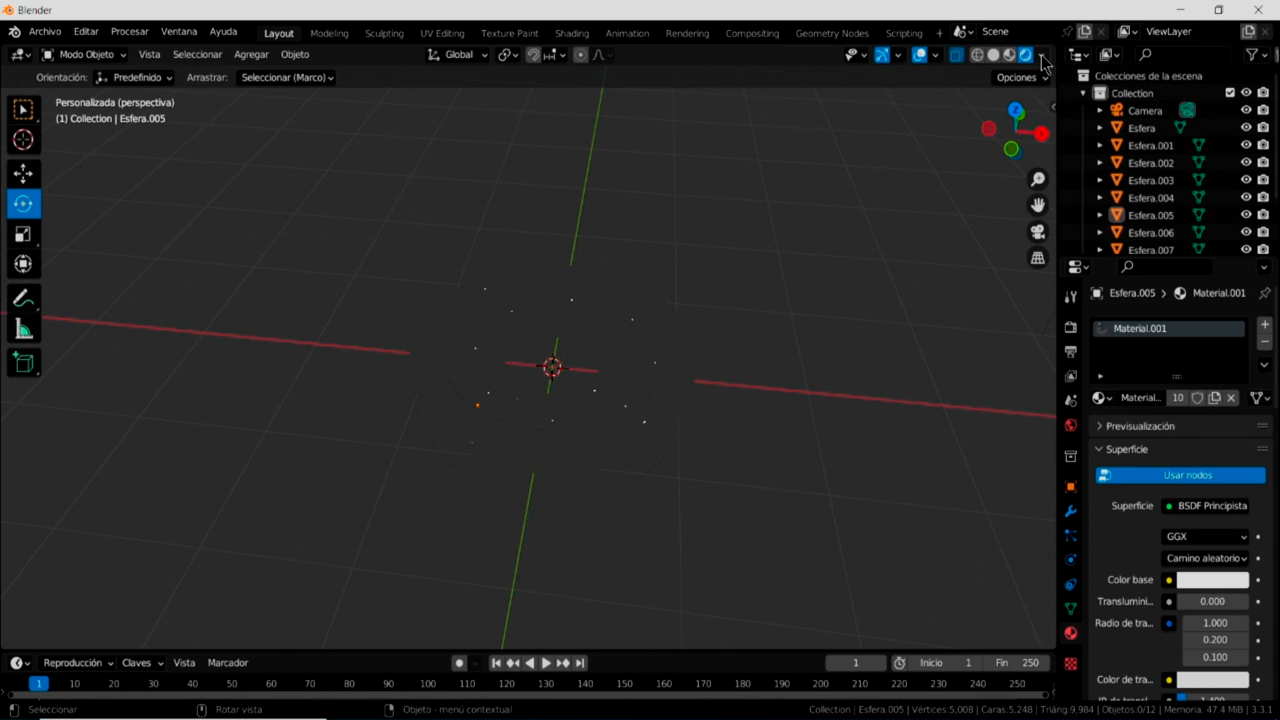 Blender
Archivo Editar Procesar Ventana Ayuda Layout Modeling Sculpting UV Editing Texture Paint Shading Animation Rendering Compositing Geometry Nodes Scripting + Scene ViewLayer
Modo Objeto Vista Seleccionar Agregar Objeto Global
Orientación: Predefinido Arrastrar: Seleccionar (Marco) Opciones
Personalizada (perspectiva)
(1) Collection | Esfera.005
Z
Colecciones de la escena
Collection
Camera
Esfera
Esfera.001
Esfera.002
Esfera.003
Esfera.004
Esfera.005
Esfera.006
Esfera.007
Esfera.005 > Material.001
Material.001
Material... 10
Previsualización
Superficie
Usar nodos
Superficie BSDF Principista
GGX
Camino aleatorio
Color base
Translumini... 0.000
Radio de tra... 1.000
0.200
0.100
Color de tra...
Reproducción Claves Vista Marcador 1 Inicio 1 Fin 250
1 10 20 30 40 50 60 70 80 90 100 110 120 130 140 150 160 170 180 190 200 210 220 230 240 250
Seleccionar Rotar vista Objeto - menú contextual Collection | Esfera.005 | Vértices:5,008 | Caras:5,248 | Triáng:9,984 | Objetos:0/12 | Memoria: 47.4 MiB | 3.3.1